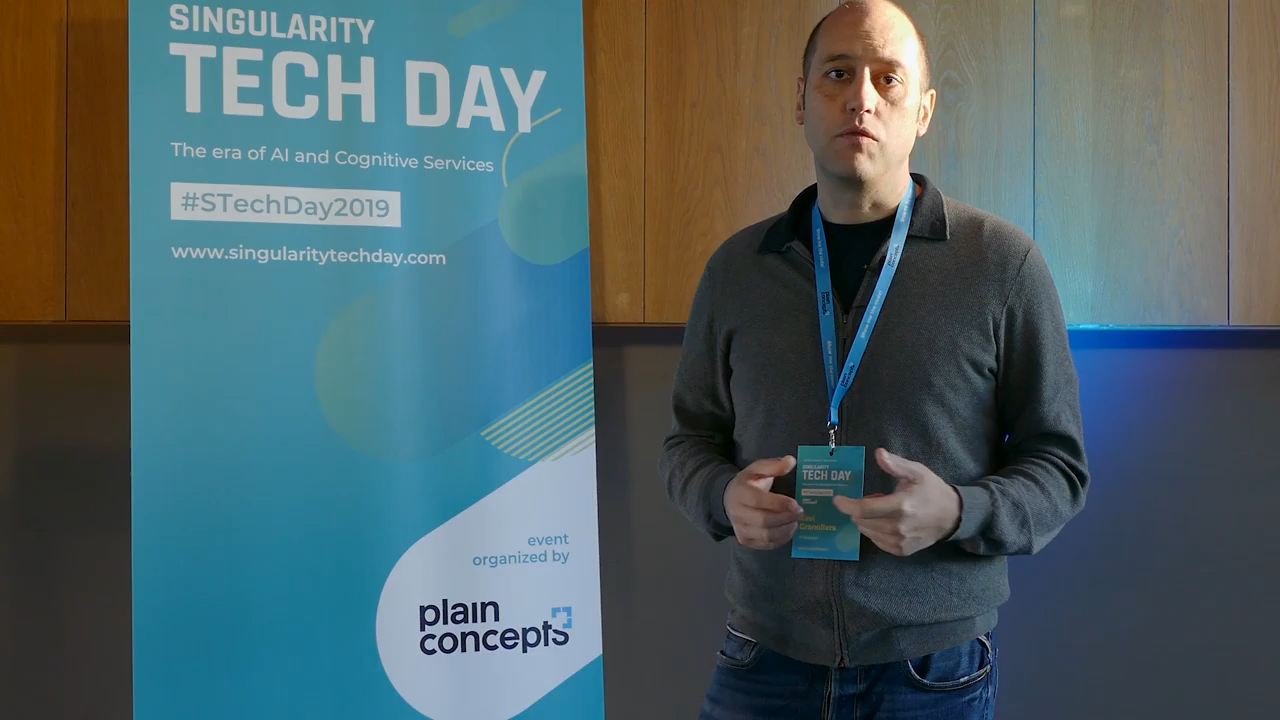 SINGULARITY
TECH DAY
The era of AI and Cognitive Services
#STechDay2019
www.singularitytechday.com
event
organized by
plain
concepts
SINGULARITY
TECH DAY
Granollers